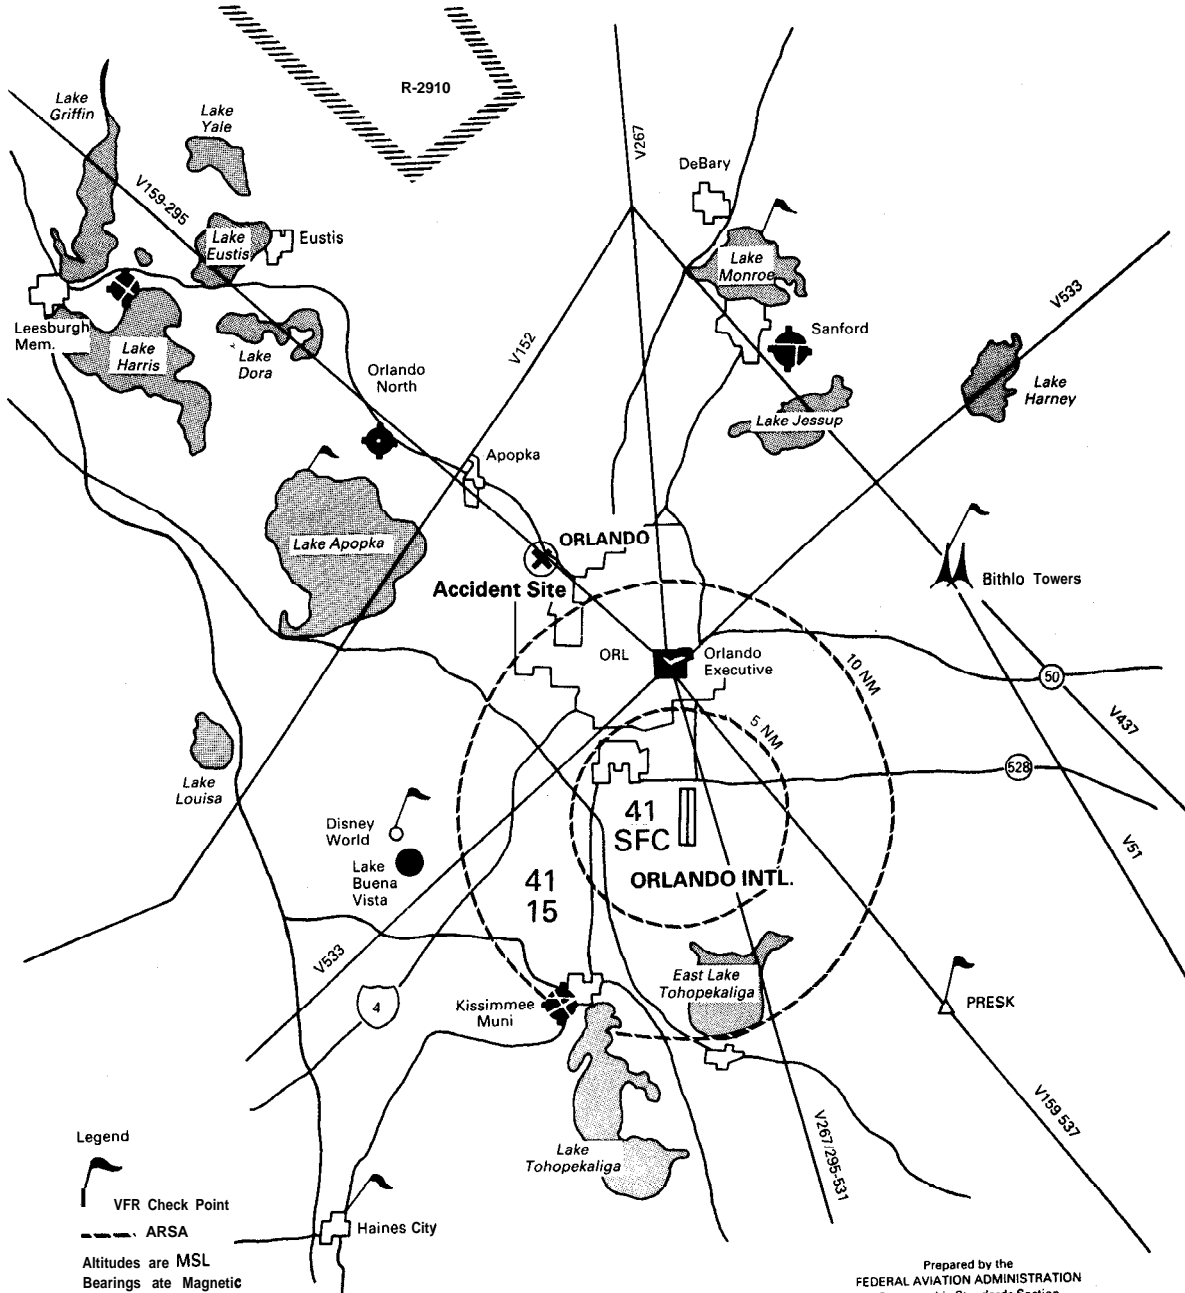 R-2910
Lake
Griffin
Lake
Yale
V267
DeBary
V159-295
Lake
Eustis
Eustis
Lake
Monroe
V533
Leesburgh
Mem.
Lake
Harris
Lake
Dora
V152
Sanford
Orlando
North
Lake
Harney
Lake Jessup
Apopka
Lake Apopka
ORLANDO
Accident Site
Bithlo Towers
ORL
Orlando
Executive
10 NM
50
5 NM
V437
528
Lake
Louisa
Disney
World
Lake
Buena
Vista
41
SFC
V51
ORLANDO INTL.
41
15
V533
East Lake
Tohopekaliga
4
Kissimmee
Muni
PRESK
V159 537
V267/295-531
Lake
Tohopekaliga
Legend
VFR Check Point
ARSA
Haines City
Altitudes are MSL
Bearings ate Magnetic
Prepared by the
FEDERAL AVIATION ADMINISTRATION